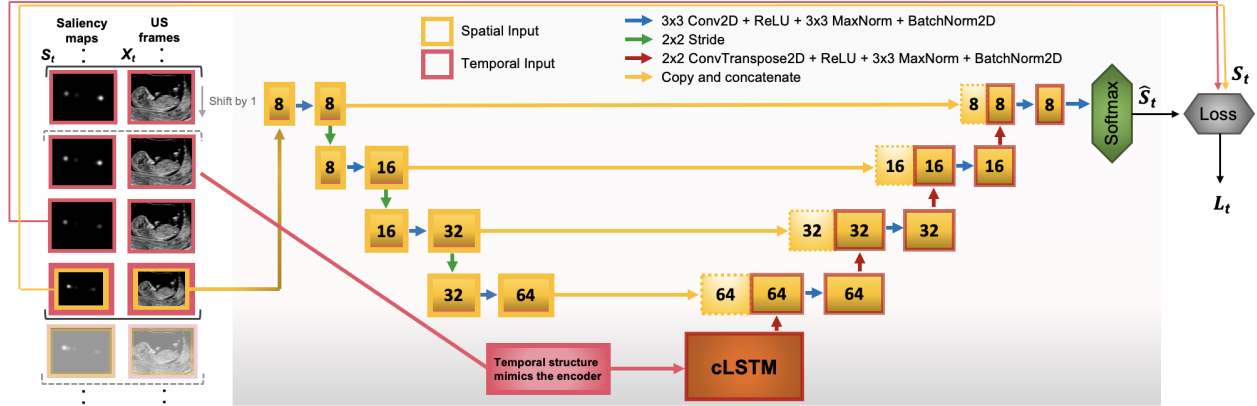 Saliency
maps
US
frames
S_t
X_t
Shift by 1
Spatial Input
Temporal Input
3x3 Conv2D + ReLU + 3x3 MaxNorm + BatchNorm2D
2x2 Stride
2x2 ConvTranspose2D + ReLU + 3x3 MaxNorm + BatchNorm2D
Copy and concatenate
8 8 8 8 8
8 16 16 16 16
16 32 32 32 32
32 64 64 64 64
Temporal structure
mimics the encoder
cLSTM
Softmax
Ŝ_t
S_t
Loss
L_t